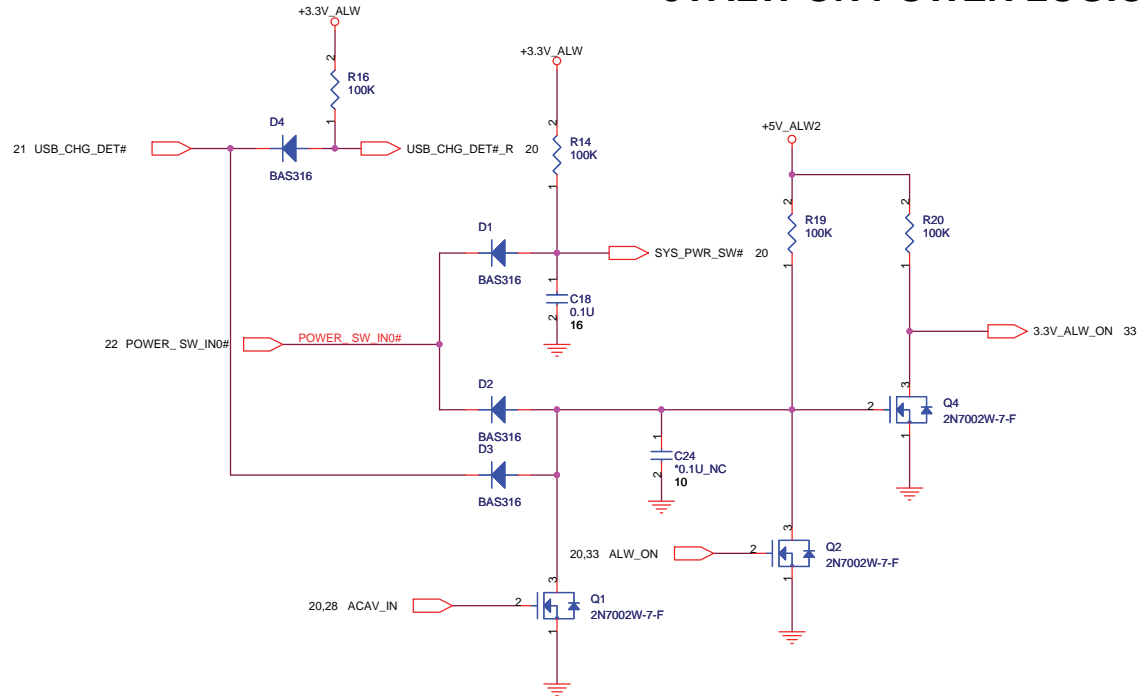 +3.3V_ALW
2
R16
100K
1
D4
21 USB_CHG_DET#
USB_CHG_DET#_R 20
BAS316
+3.3V_ALW
2
R14
100K
1
+5V_ALW2
2
R19
100K
1
2
R20
100K
1
D1
BAS316
SYS_PWR_SW# 20
1
C18
0.1U
2
16
22 POWER_ SW_IN0#
POWER_ SW_IN0#
3.3V_ALW_ON 33
D2
BAS316
D3
BAS316
1
C24
*0.1U_NC
2
10
3
2
Q4
2N7002W-7-F
1
20,33 ALW_ON
3
2
Q2
2N7002W-7-F
1
20,28 ACAV_IN
3
2
Q1
2N7002W-7-F
1